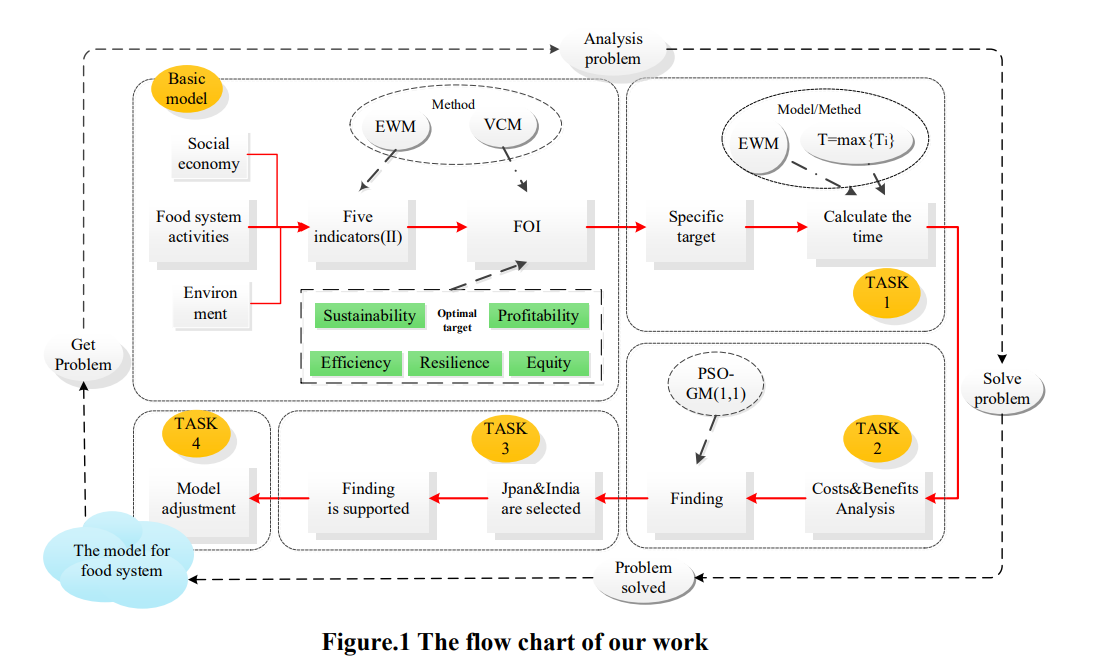 Analysis
problem
Basic
model
Method
EWM
VCM
Model/Methed
EWM
T=max{Ti}
Social
economy
Food system
activities
Five
indicators(II)
FOI
Specific
target
Calculate the
time
Environ
ment
TASK
1
Sustainability
Optimal
target
Profitability
Efficiency
Resilience
Equity
Get
Problem
PSO-
GM(1,1)
Solve
problem
TASK
4
TASK
3
TASK
2
Model
adjustment
Finding
is supported
Jpan&India
are selected
Finding
Costs&Benefits
Analysis
The model for
food system
Problem
solved
Figure.1 The flow chart of our work